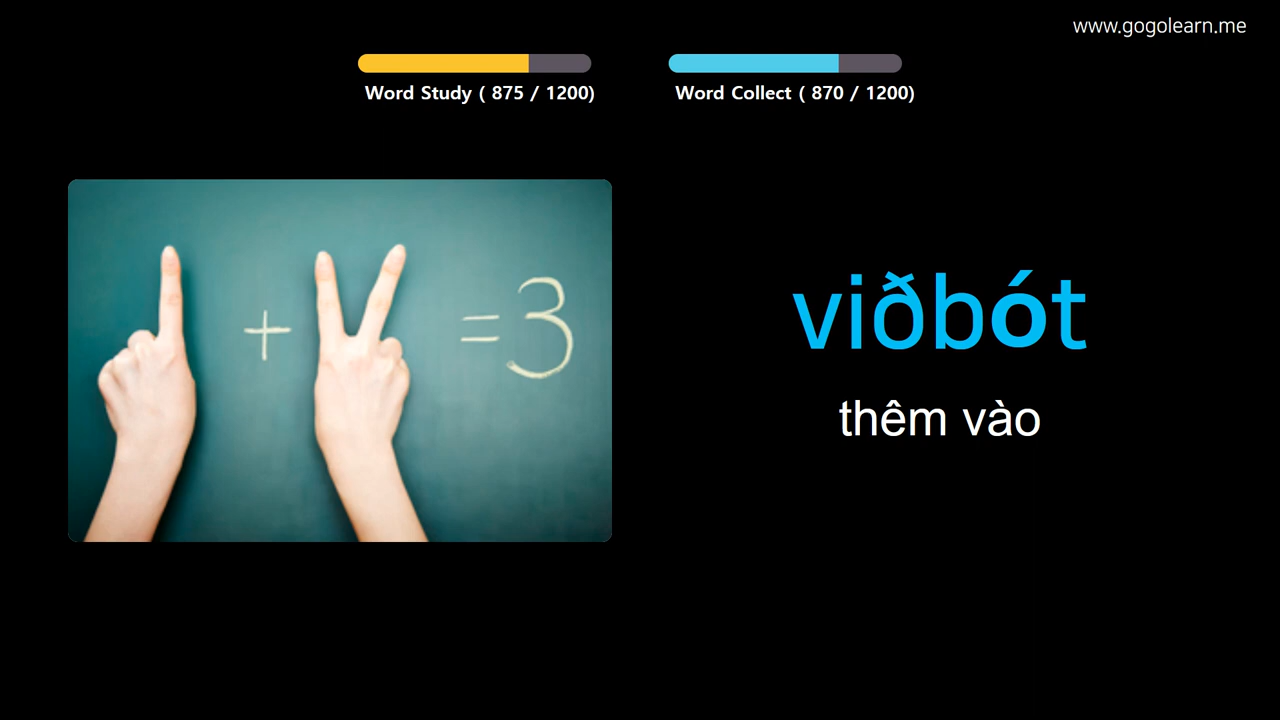 www.gogolearn.me
Word Study ( 875 / 1200)
Word Collect ( 870 / 1200)
+ = 3
viðbót
thêm vào